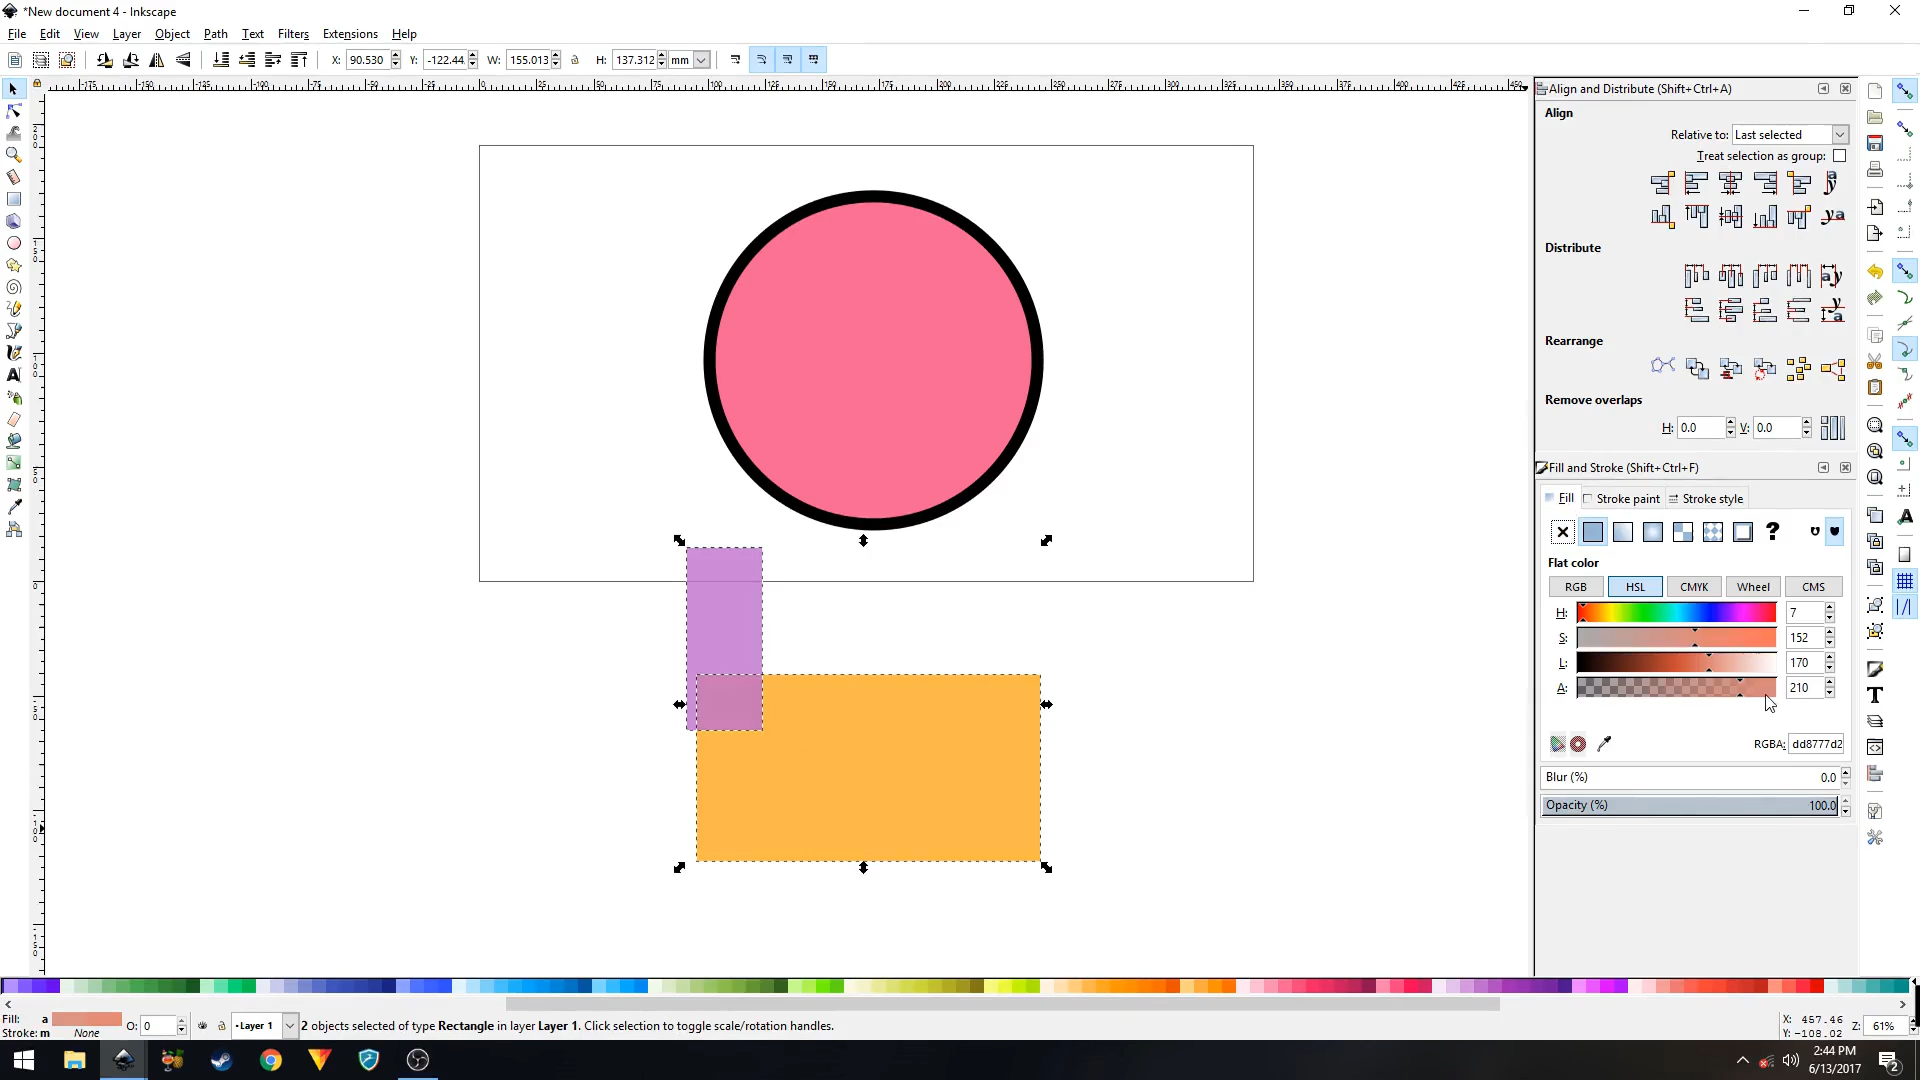 *New document 4 - Inkscape
File Edit View Layer Object Path Text Filters Extensions Help
X: 90.530 Y: -122.44 W: 155.013 H: 137.312 mm
Align and Distribute (Shift+Ctrl+A)
Align
Relative to: Last selected
Treat selection as group:
Distribute
Rearrange
Remove overlaps
H: 0.0 V: 0.0
Fill and Stroke (Shift+Ctrl+F)
Fill Stroke paint Stroke style
Flat color
RGB HSL CMYK Wheel CMS
H: 7
S: 152
L: 170
A: 210
RGBA: dd8777d2
Blur (%) 0.0
Opacity (%) 100.0
Fill: a O: 0 Layer 1 2 objects selected of type Rectangle in layer Layer 1. Click selection to toggle scale/rotation handles.
Stroke: m None
X: 457.46
Y: -108.02 Z: 61%
2:44 PM
6/13/2017
2